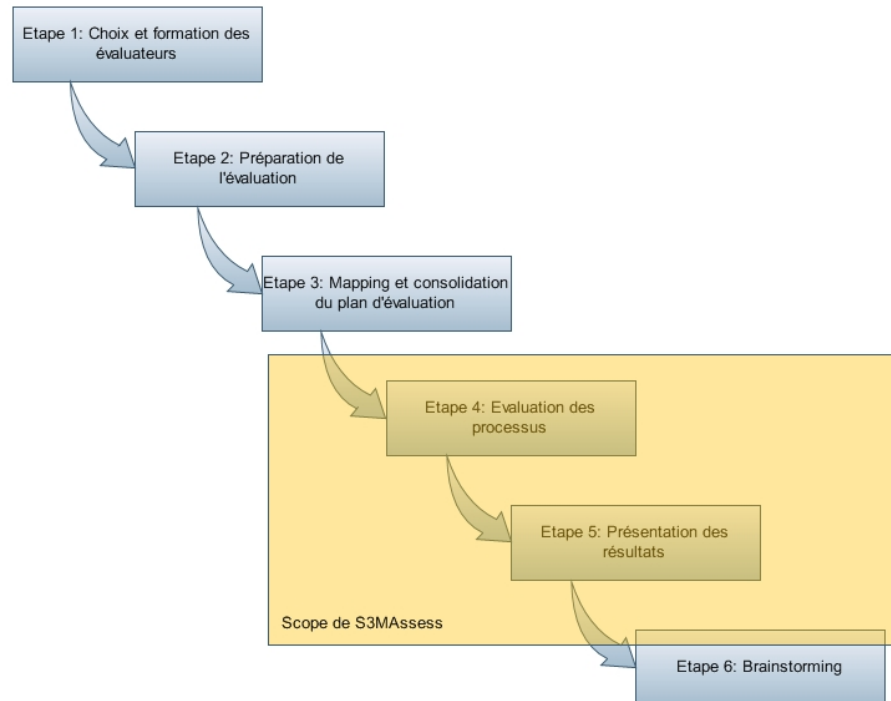 Etape 1: Choix et formation des
évaluateurs
Etape 2: Préparation de
l'évaluation
Etape 3: Mapping et consolidation
du plan d'évaluation
Etape 4: Evaluation des
processus
Etape 5: Présentation des
résultats
Scope de S3MAssess
Etape 6: Brainstorming